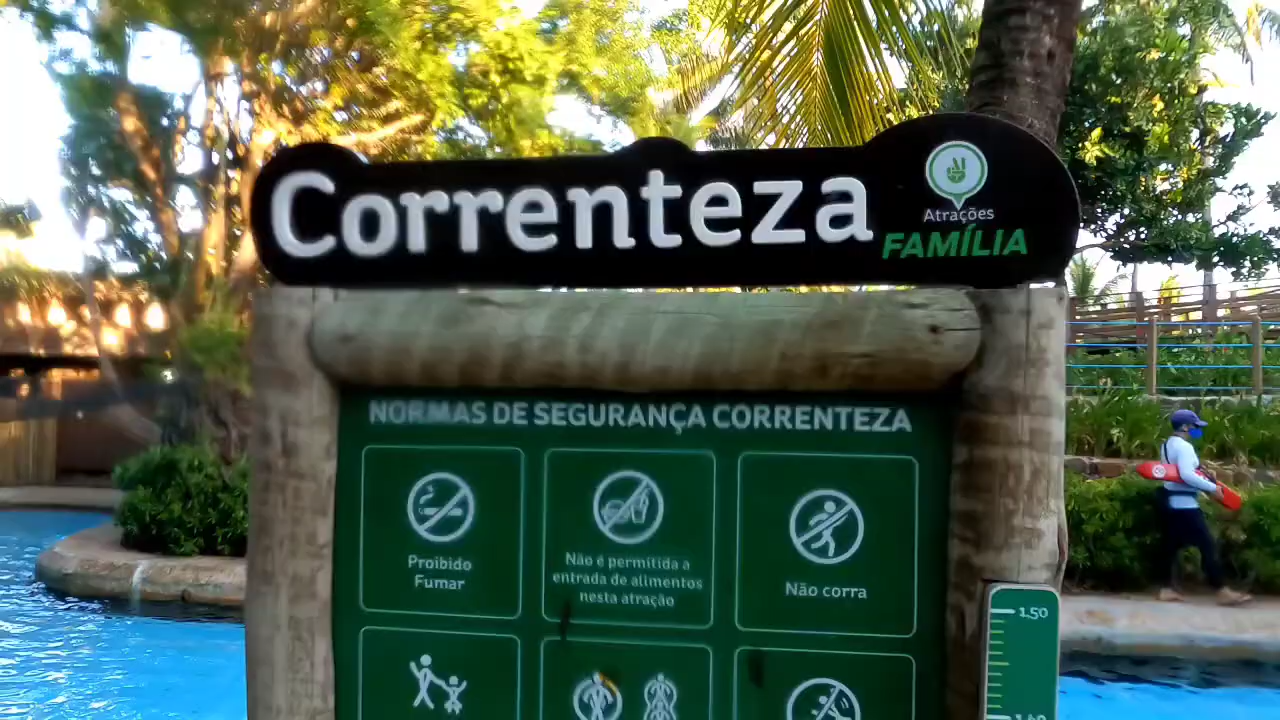 Correnteza
Atrações
FAMÍLIA
NORMAS DE SEGURANÇA CORRENTEZA
Proibido
Fumar
Não é permitida a
entrada de alimentos
nesta atração
Não corra
1,50